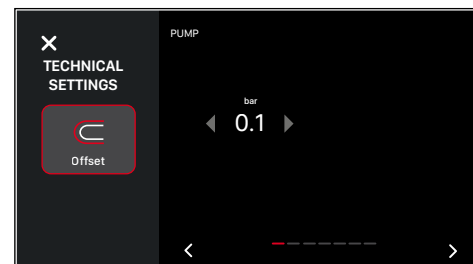 TECHNICAL
SETTINGS
Offset
PUMP
bar
0.1